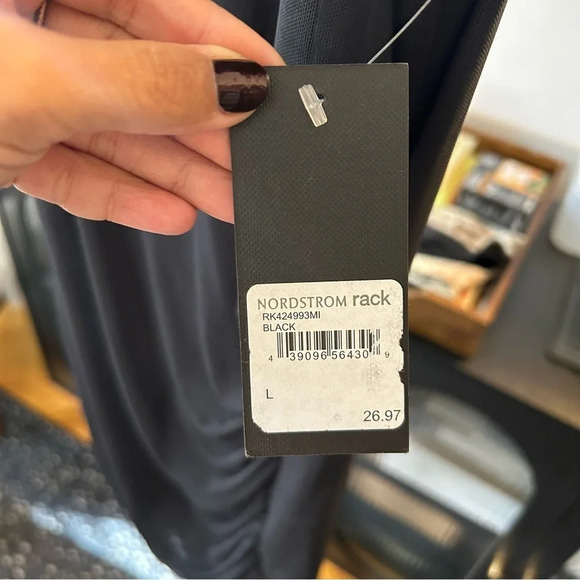 NORDSTROM rack
RK424993MI
BLACK
4 39096 56430 9
L
26.97